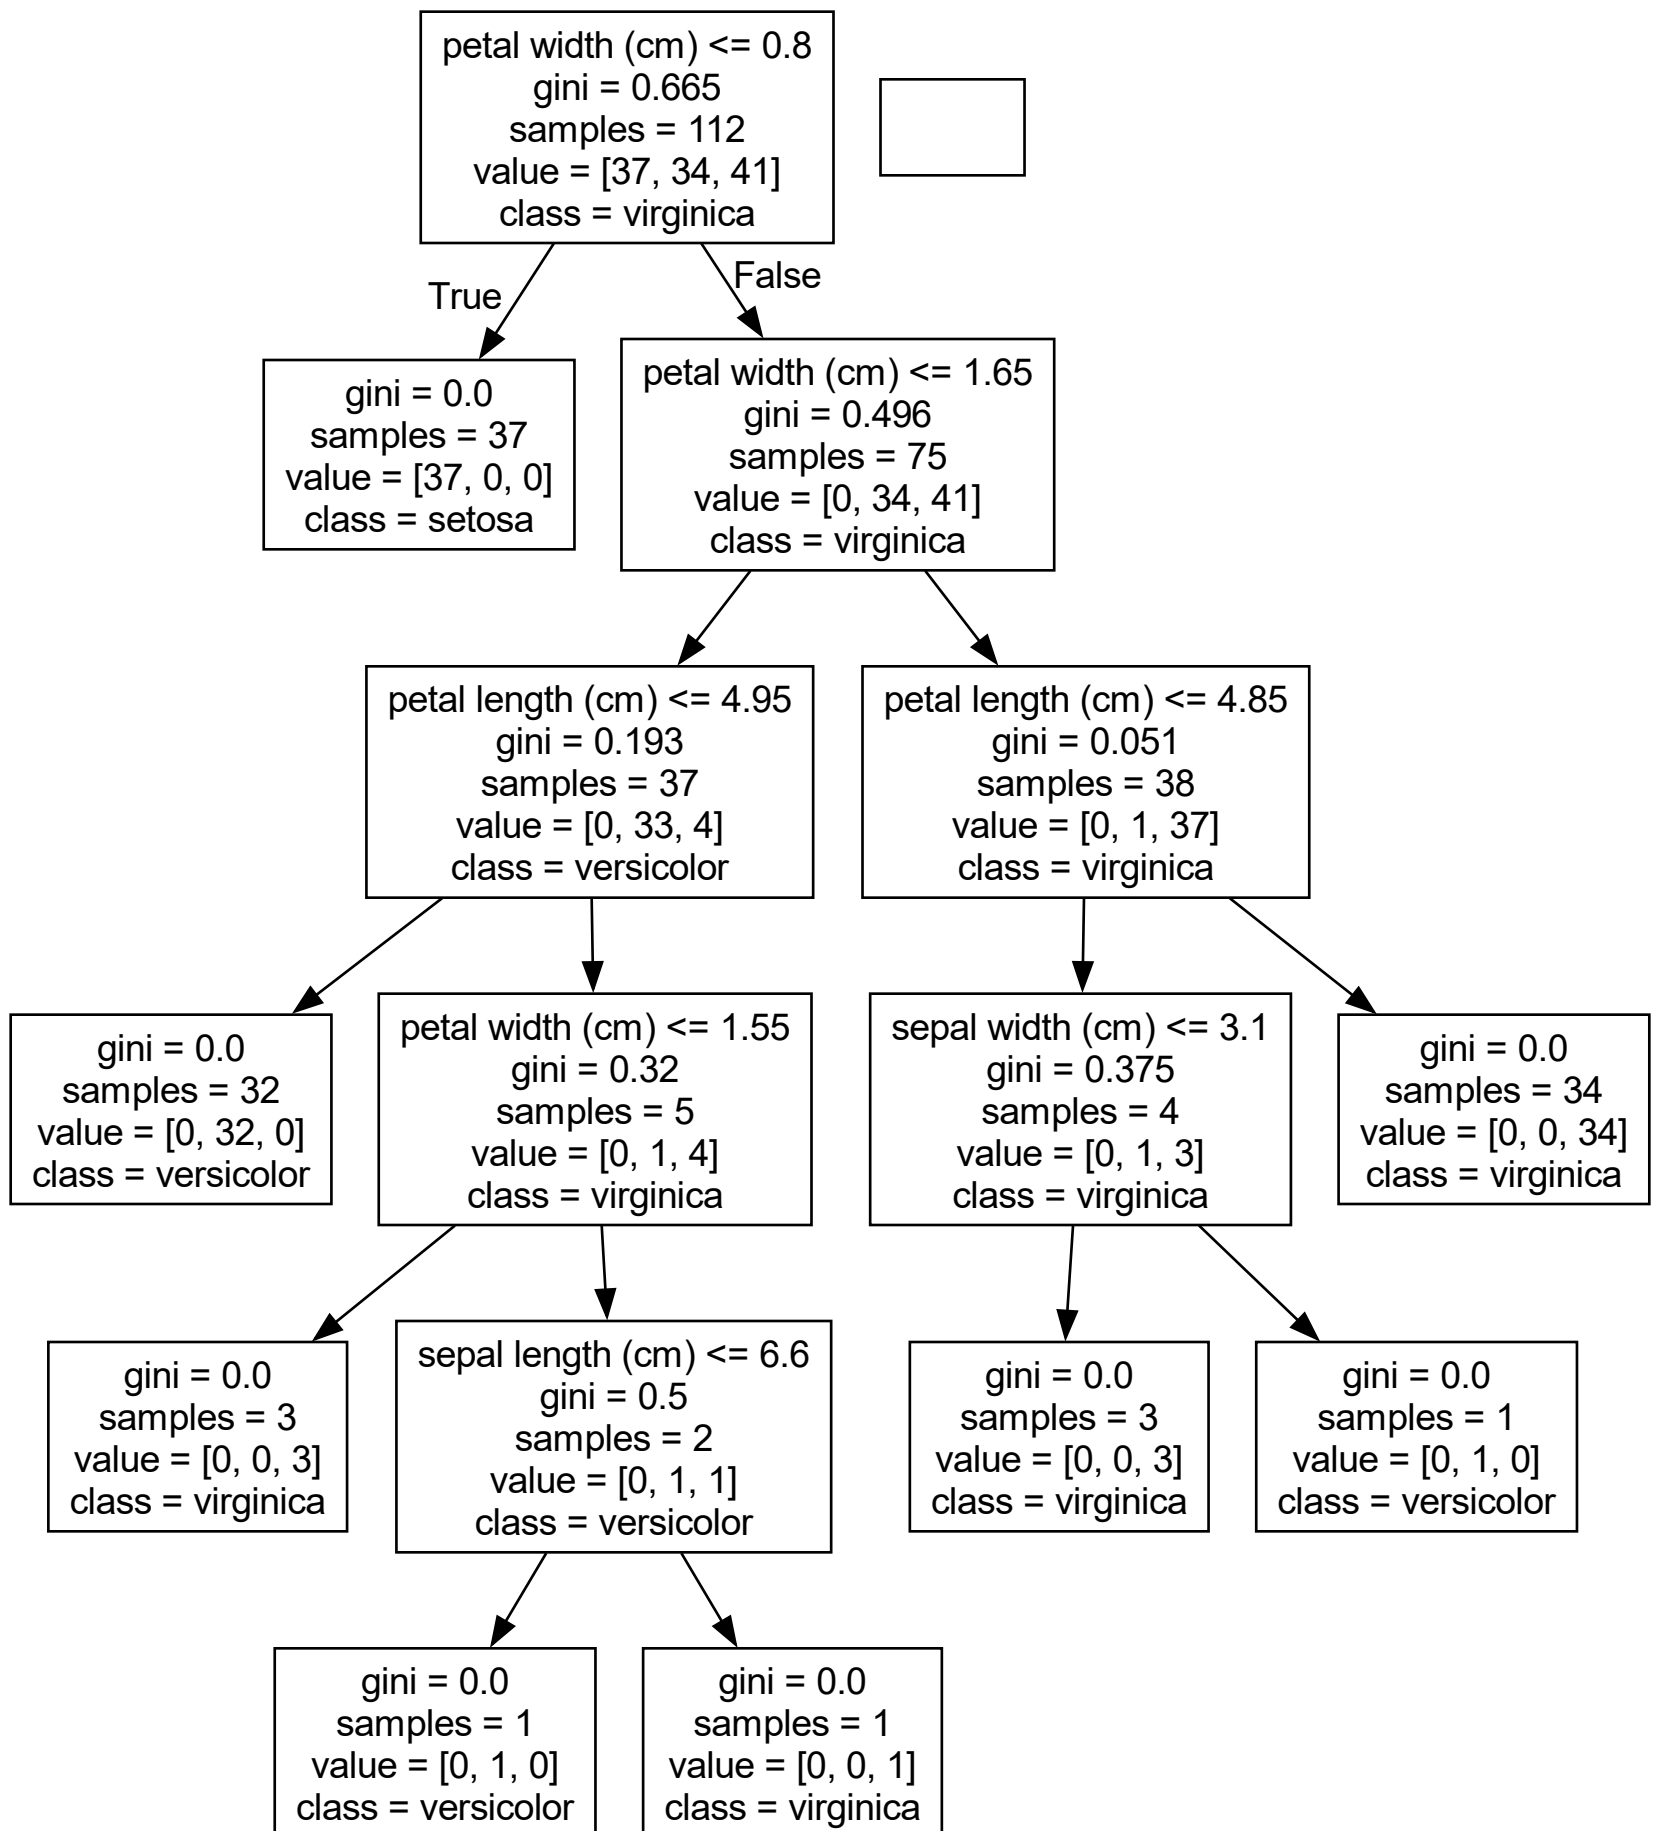 petal width (cm) <= 0.8
gini = 0.665
samples = 112
value = [37, 34, 41]
class = virginica
True
False
gini = 0.0
samples = 37
value = [37, 0, 0]
class = setosa
petal width (cm) <= 1.65
gini = 0.496
samples = 75
value = [0, 34, 41]
class = virginica
petal length (cm) <= 4.95
gini = 0.193
samples = 37
value = [0, 33, 4]
class = versicolor
petal length (cm) <= 4.85
gini = 0.051
samples = 38
value = [0, 1, 37]
class = virginica
gini = 0.0
samples = 32
value = [0, 32, 0]
class = versicolor
petal width (cm) <= 1.55
gini = 0.32
samples = 5
value = [0, 1, 4]
class = virginica
sepal width (cm) <= 3.1
gini = 0.375
samples = 4
value = [0, 1, 3]
class = virginica
gini = 0.0
samples = 34
value = [0, 0, 34]
class = virginica
gini = 0.0
samples = 3
value = [0, 0, 3]
class = virginica
sepal length (cm) <= 6.6
gini = 0.5
samples = 2
value = [0, 1, 1]
class = versicolor
gini = 0.0
samples = 3
value = [0, 0, 3]
class = virginica
gini = 0.0
samples = 1
value = [0, 1, 0]
class = versicolor
gini = 0.0
samples = 1
value = [0, 1, 0]
class = versicolor
gini = 0.0
samples = 1
value = [0, 0, 1]
class = virginica